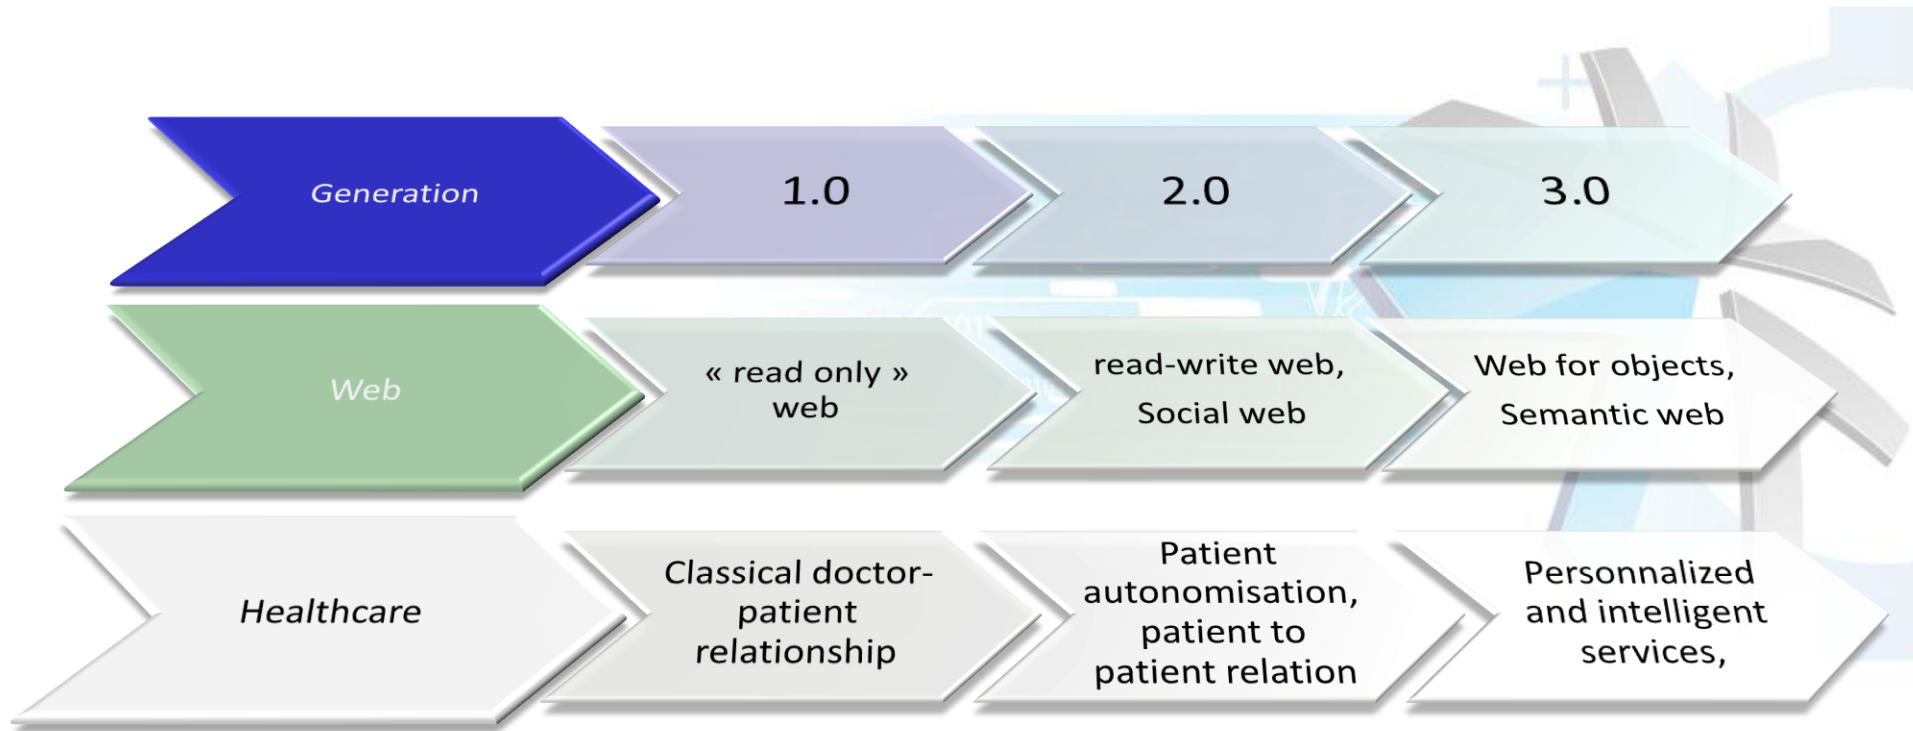 Generation
1.0
2.0
3.0
Web
« read only »
web
read-write web,
Social web
Web for objects,
Semantic web
Healthcare
Classical doctor-
patient
relationship
Patient
autonomisation,
patient to
patient relation
Personnalized
and intelligent
services,